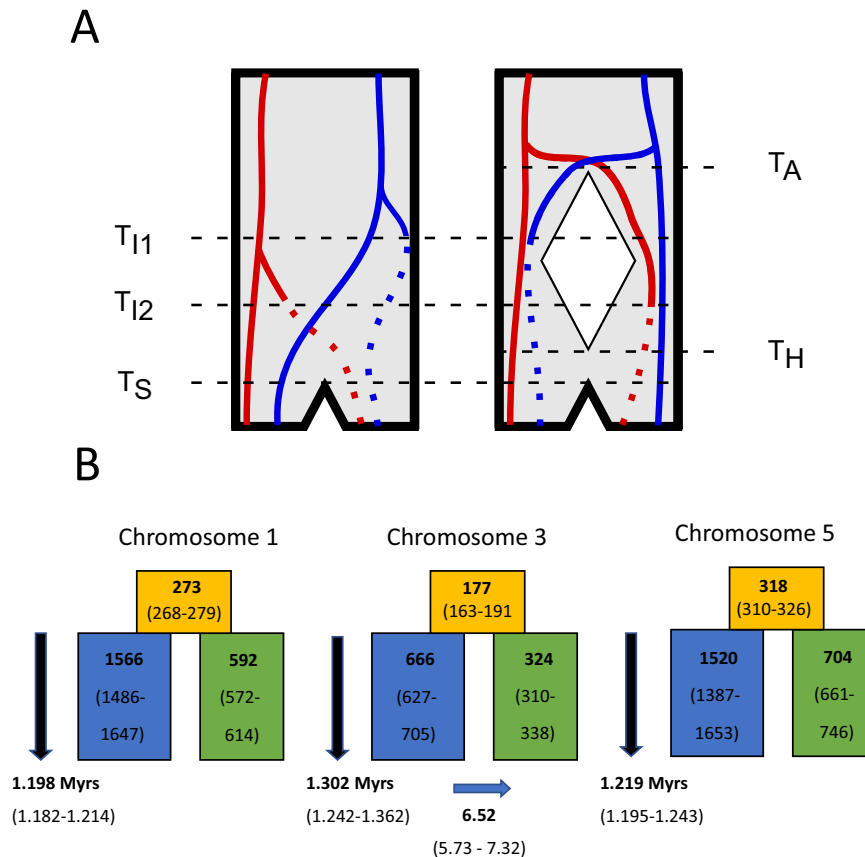 A
T_A
T_I1
T_I2
T_H
T_S
B
Chromosome 1
Chromosome 3
Chromosome 5
273
(268-279)
177
(163-191
318
(310-326)
1566
(1486-
1647)
592
(572-
614)
666
(627-
705)
324
(310-
338)
1520
(1387-
1653)
704
(661-
746)
1.198 Myrs
(1.182-1.214)
1.302 Myrs
(1.242-1.362)
6.52
(5.73 - 7.32)
1.219 Myrs
(1.195-1.243)